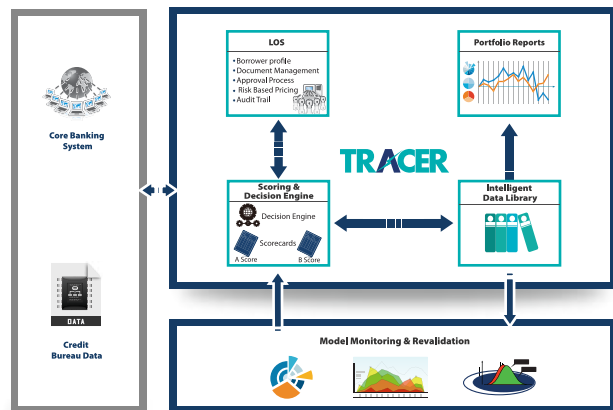 Core Banking
System
DATA
Credit
Bureau Data
LOS
• Borrower profile
• Document Management
• Approval Process
• Risk Based Pricing
• Audit Trail
Portfolio Reports
TRACER
Scoring &
Decision Engine
Decision Engine
Scorecards
A Score
B Score
Intelligent
Data Library
Model Monitoring & Revalidation